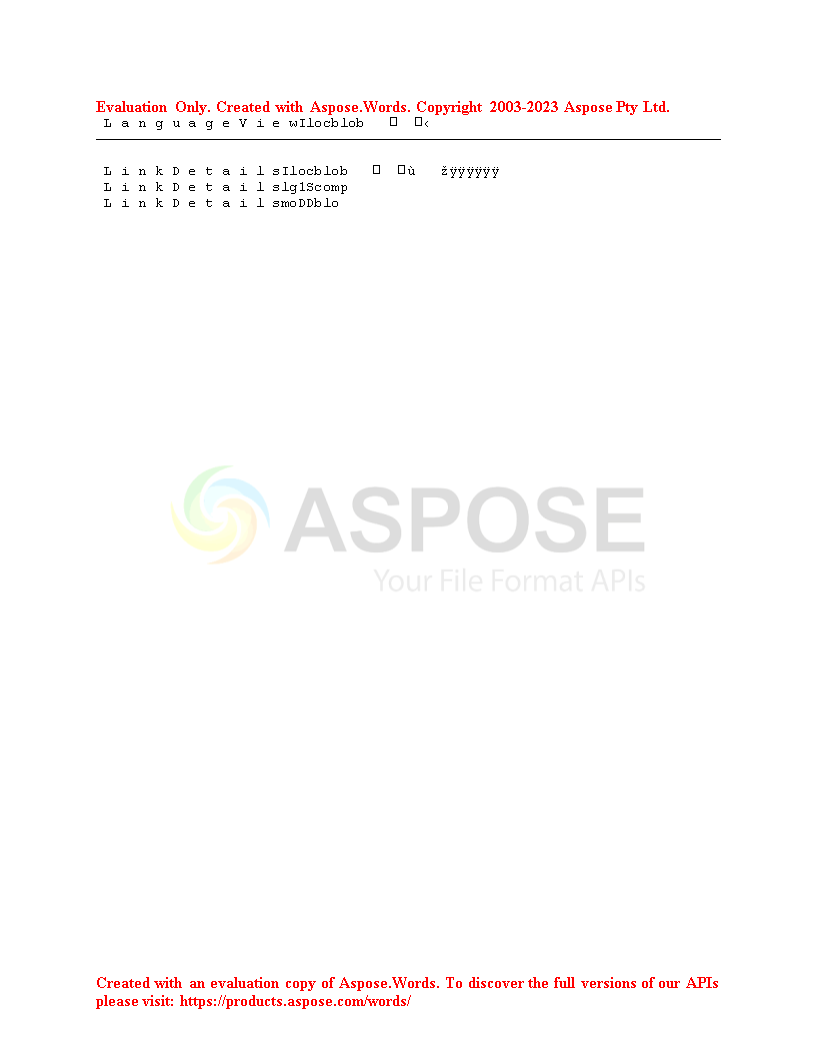 Evaluation Only. Created with Aspose.Words. Copyright 2003-2023 Aspose Pty Ltd.
L a n g u a g e V i e wIlocblob   □  □‹
L i n k D e t a i l sIlocblob   □  □ù   žÿÿÿÿÿÿ
L i n k D e t a i l slg1Scomp
L i n k D e t a i l smoDDblo
ASPOSE
Your File Format APIs
Created with an evaluation copy of Aspose.Words. To discover the full versions of our APIs
please visit: https://products.aspose.com/words/